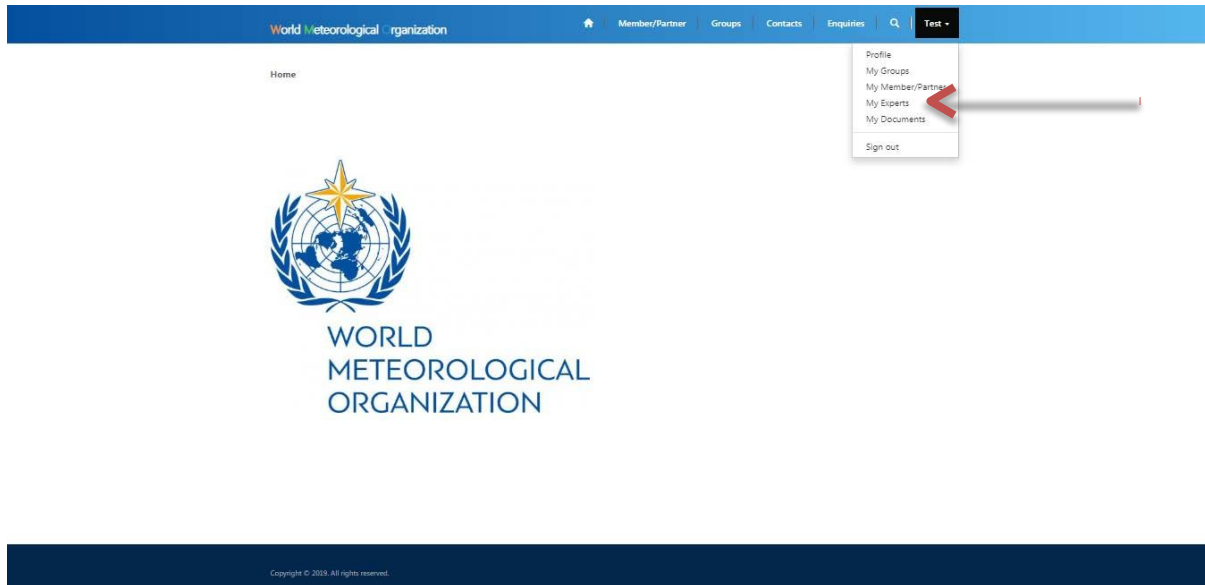 World Meteorological Organization
Member/Partner Groups Contacts Enquiries Test
Home
Profile
My Groups
My Member/Partner
My Experts
My Documents
Sign out
WORLD
METEOROLOGICAL
ORGANIZATION
Copyright © 2019. All rights reserved.